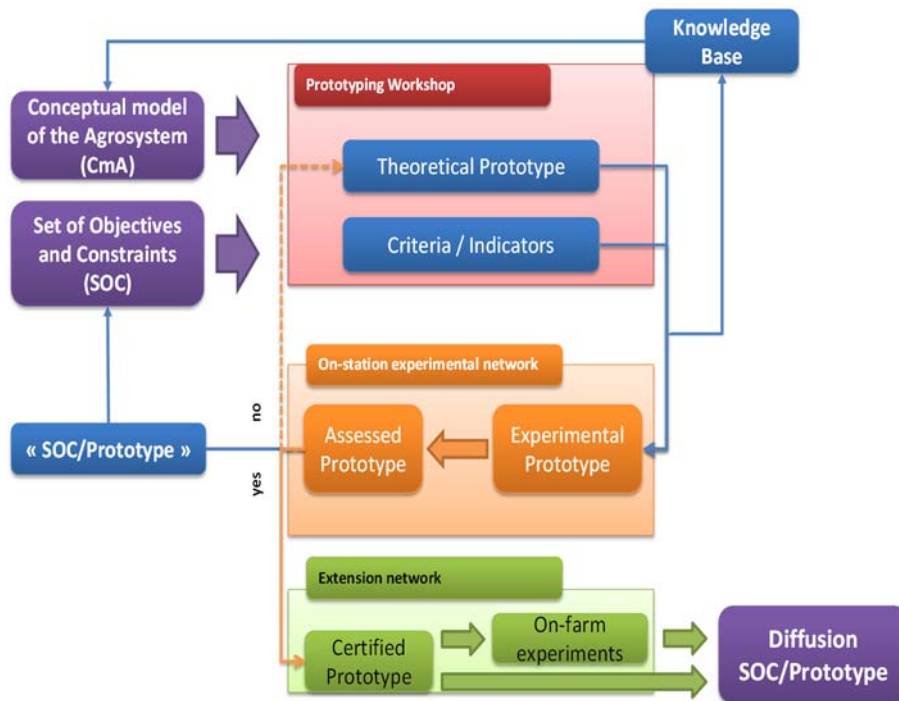 Knowledge
Base
Prototyping Workshop
Conceptual model
of the Agrosystem
(CmA)
Theoretical Prototype
Set of Objectives
and Constraints
(SOC)
Criteria / Indicators
On-station experimental network
no
« SOC/Prototype »
Assessed
Prototype
Experimental
Prototype
yes
Extension network
Certified
Prototype
On-farm
experiments
Diffusion
SOC/Prototype